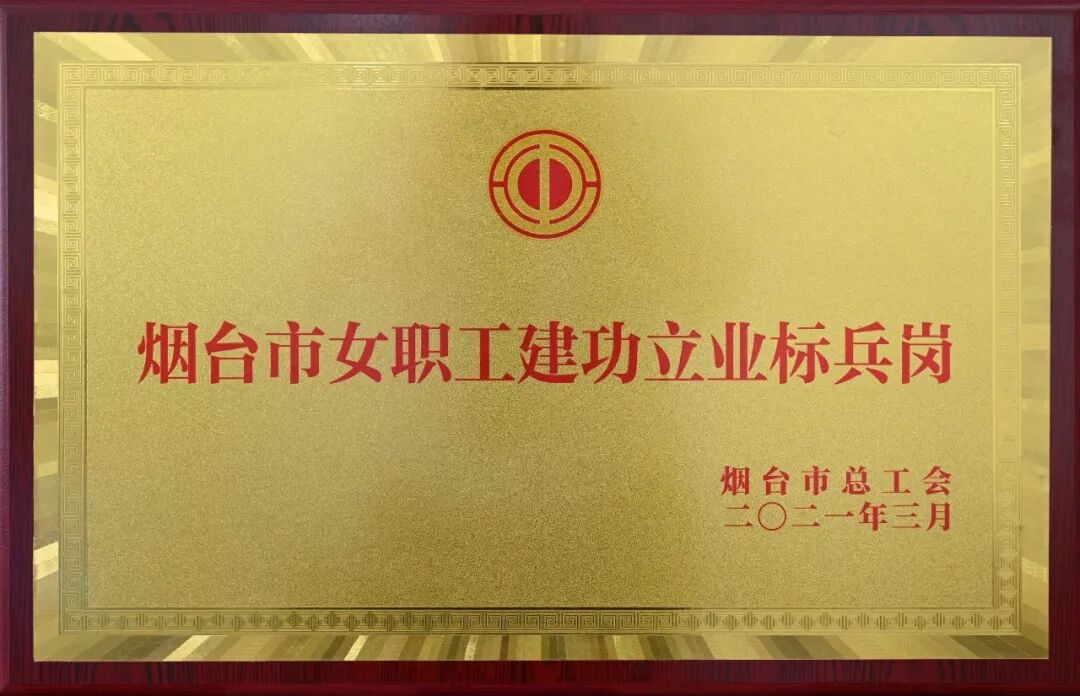 烟台市女职工建功立业标兵岗
烟台市总工会
二〇二一年三月